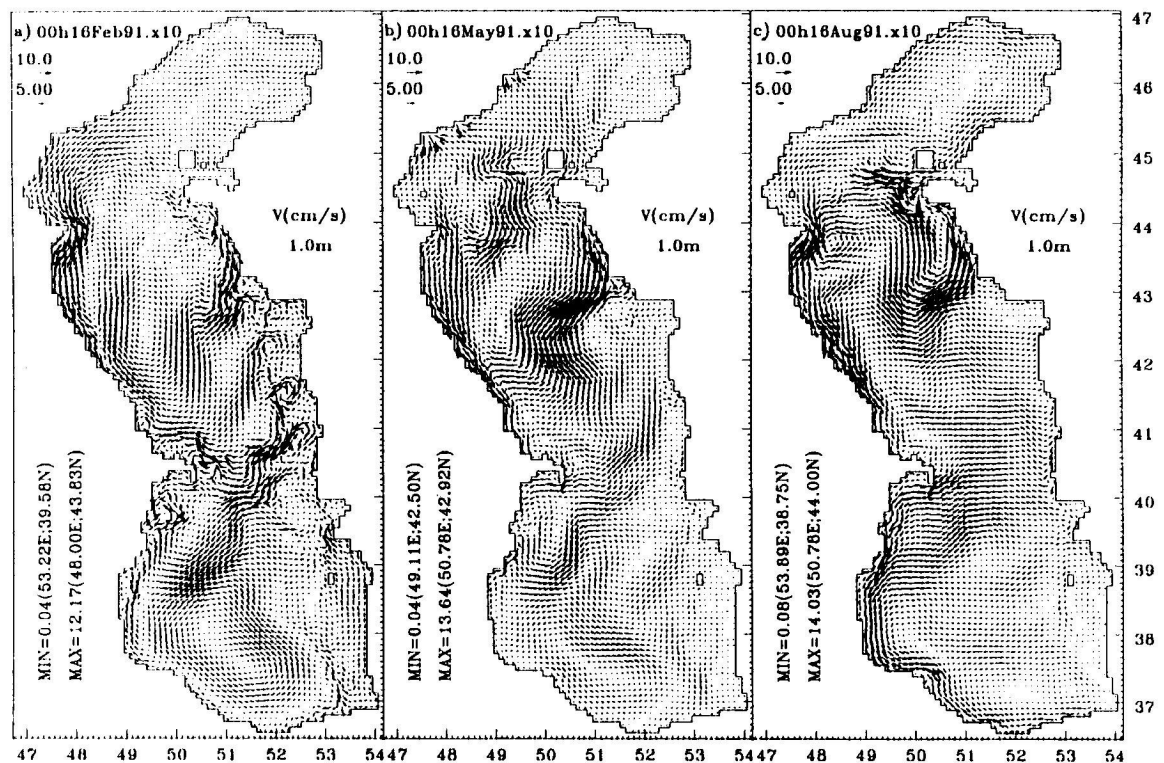 a) 00h16Feb91.x10
10.0
5.00
V(cm/s)
1.0m
MIN=0.04(53.22E;39.58N)
MAX=12.17(48.00E;43.83N)
b) 00h16May91.x10
10.0
5.00
V(cm/s)
1.0m
MIN=0.04(49.11E;42.50N)
MAX=13.64(50.78E;42.92N)
c) 00h16Aug91.x10
10.0
5.00
V(cm/s)
1.0m
MIN=0.08(53.89E;38.75N)
MAX=14.03(50.78E;44.00N)
47
46
45
44
43
42
41
40
39
38
37
47 48 49 50 51 52 53 54 47 48 49 50 51 52 53 54 47 48 49 50 51 52 53 54